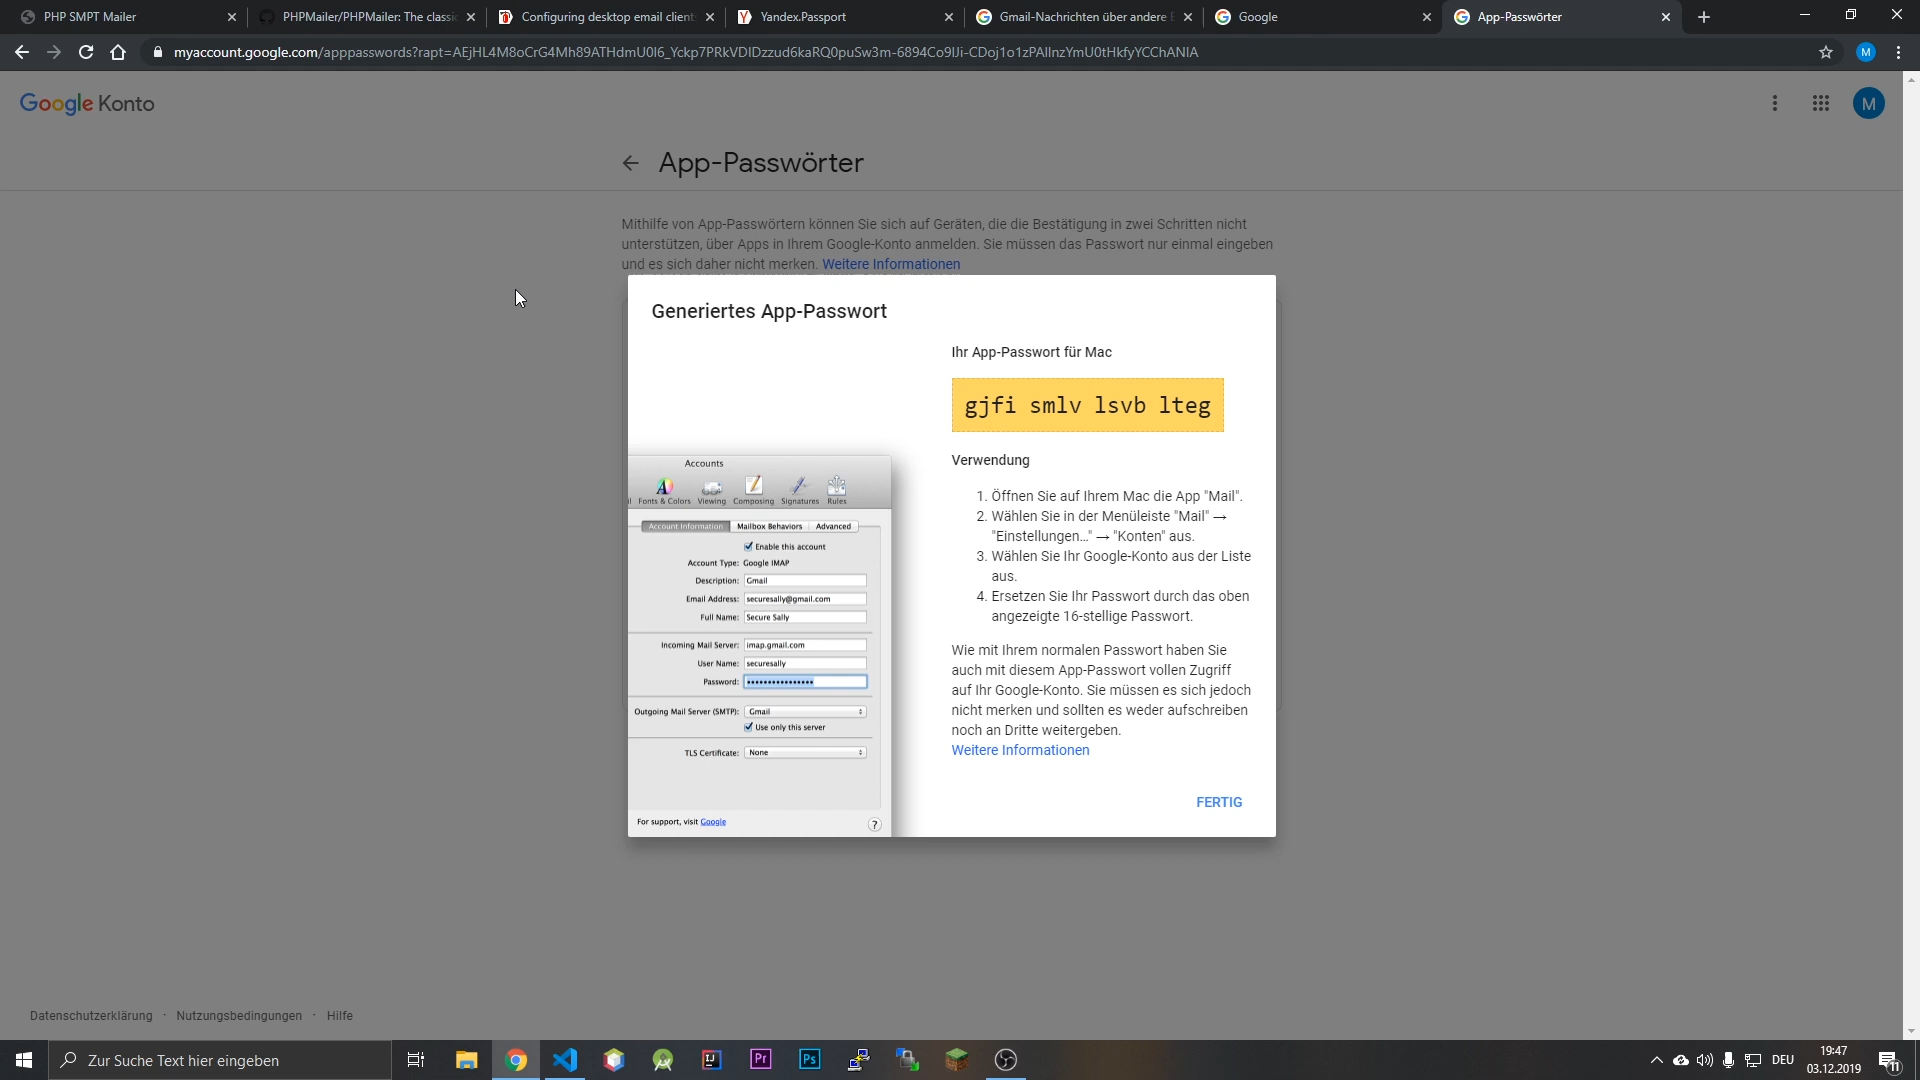 PHP SMPT Mailer
PHPMailer/PHPMailer: The classic
Configuring desktop email client
Yandex.Passport
Gmail-Nachrichten über andere E
Google
App-Passwörter
myaccount.google.com/apppasswords?rapt=AEjHL4M8oCrG4Mh89ATHdmU0l6_Yckp7PRkVDIDzzud6kaRQ0puSw3m-6894Co9IJi-CDoj1o1zPAllnzYmU0tHkfyYCChANIA
M
Google Konto
M
App-Passwörter
Mithilfe von App-Passwörtern können Sie sich auf Geräten, die die Bestätigung in zwei Schritten nicht
unterstützen, über Apps in Ihrem Google-Konto anmelden. Sie müssen das Passwort nur einmal eingeben
und es sich daher nicht merken. Weitere Informationen
Generiertes App-Passwort
Ihr App-Passwort für Mac
gjfi smlv lsvb lteg
Verwendung
1. Öffnen Sie auf Ihrem Mac die App "Mail".
2. Wählen Sie in der Menüleiste "Mail" →
"Einstellungen…" → "Konten" aus.
3. Wählen Sie Ihr Google-Konto aus der Liste
aus.
4. Ersetzen Sie Ihr Passwort durch das oben
angezeigte 16-stellige Passwort.
Wie mit Ihrem normalen Passwort haben Sie
auch mit diesem App-Passwort vollen Zugriff
auf Ihr Google-Konto. Sie müssen es sich jedoch
nicht merken und sollten es weder aufschreiben
noch an Dritte weitergeben.
Weitere Informationen
FERTIG
Accounts
Fonts & Colors Viewing Composing Signatures Rules
Account Information Mailbox Behaviors Advanced
Enable this account
Account Type: Google IMAP
Description: Gmail
Email Address: securesally@gmail.com
Full Name: Secure Sally
Incoming Mail Server: imap.gmail.com
User Name: securesally
Password: ••••••••••••••••
Outgoing Mail Server (SMTP): Gmail
Use only this server
TLS Certificate: None
For support, visit Google
?
Datenschutzerklärung · Nutzungsbedingungen · Hilfe
Zur Suche Text hier eingeben
IJ
Pr
Ps
DEU
19:47
03.12.2019
11